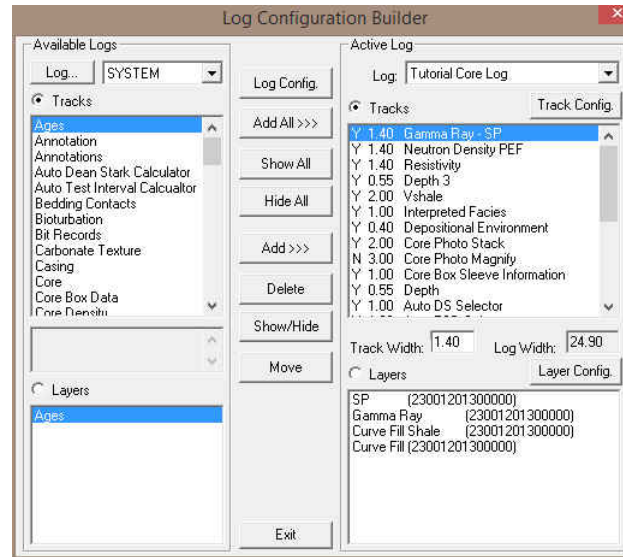 Log Configuration Builder
Available Logs
Log...
SYSTEM
Tracks
Ages
Annotation
Annotations
Auto Dean Stark Calculator
Auto Test Interval Calcualtor
Bedding Contacts
Bioturbation
Bit Records
Carbonate Texture
Casing
Core
Core Box Data
Core Density
Layers
Ages
Log Config.
Add All >>>
Show All
Hide All
Add >>>
Delete
Show/Hide
Move
Exit
Active Log
Log: Tutorial Core Log
Tracks
Track Config.
Y 1.40 Gamma Ray - SP
Y 1.40 Neutron Density PEF
Y 1.40 Resistivity
Y 0.55 Depth 3
Y 2.00 Vshale
Y 1.00 Interpreted Facies
Y 0.40 Depositional Environment
Y 2.00 Core Photo Stack
N 3.00 Core Photo Magnify
Y 1.00 Core Box Sleeve Information
Y 0.55 Depth
Y 1.00 Auto DS Selector
Track Width: 1.40 Log Width: 24.90
Layers
Layer Config.
SP (23001201300000)
Gamma Ray (23001201300000)
Curve Fill Shale (23001201300000)
Curve Fill (23001201300000)